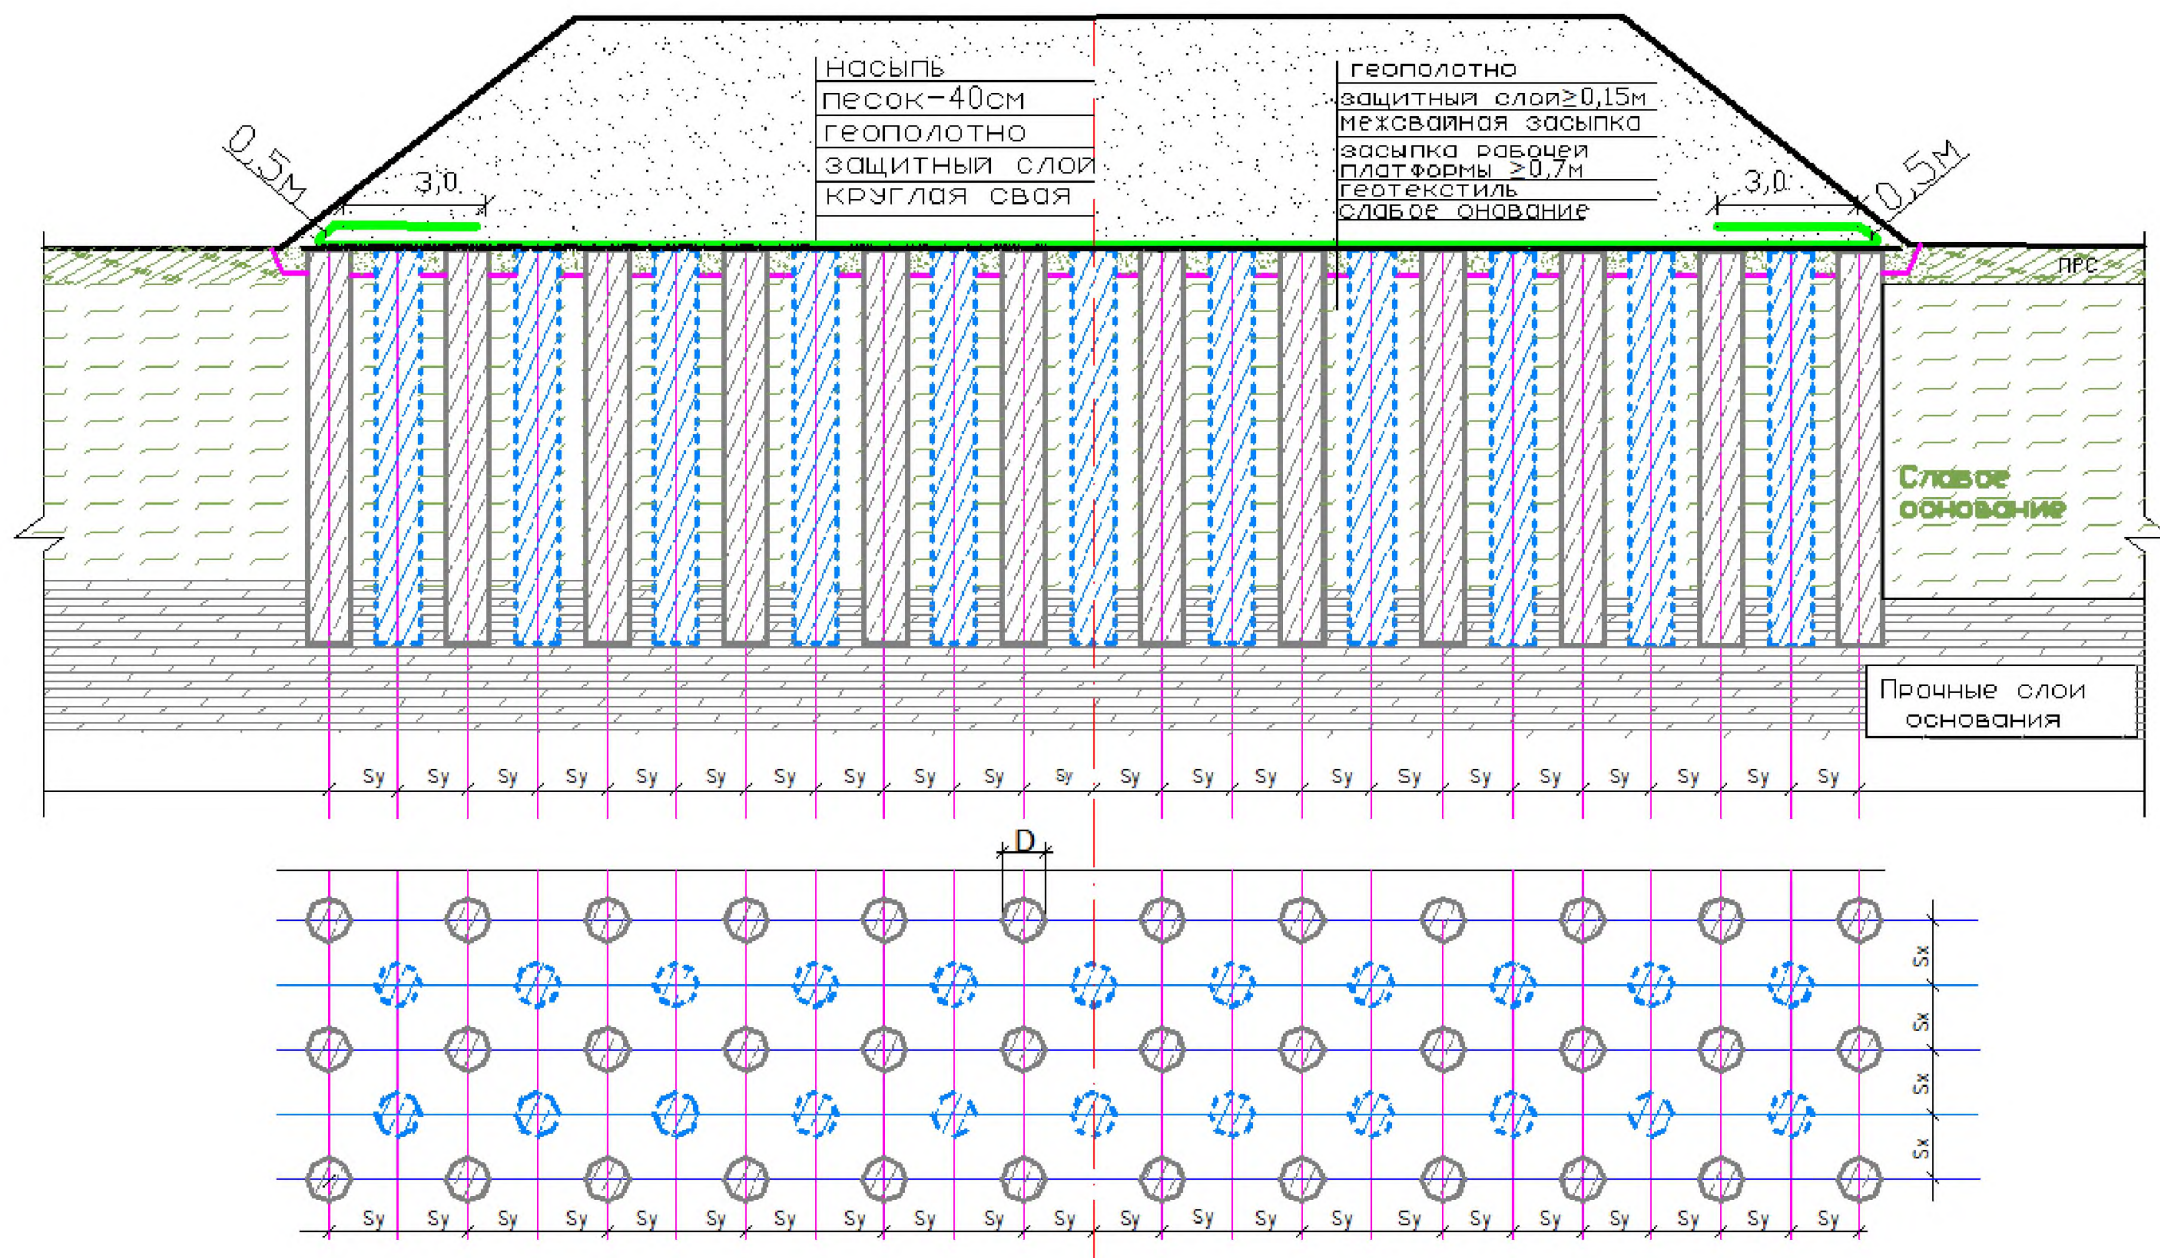 насыпь
песок-40см
геополотно
защитный слой
круглая свая
геополотно
защитный слой≥0,15м
межсвайная засыпка
засыпка рабочей
платформы ≥0,7м
геотекстиль
слабое онавание
0,5м
3,0
3,0
0,5м
ПРС
Слабое
основание
Прочные слои
основания
Sy Sy Sy Sy Sy Sy Sy Sy Sy Sy Sy Sy Sy Sy Sy Sy Sy Sy Sy Sy Sy Sy
D
Sx
Sx
Sx
Sx
Sy Sy Sy Sy Sy Sy Sy Sy Sy Sy Sy Sy Sy Sy Sy Sy Sy Sy Sy Sy Sy Sy